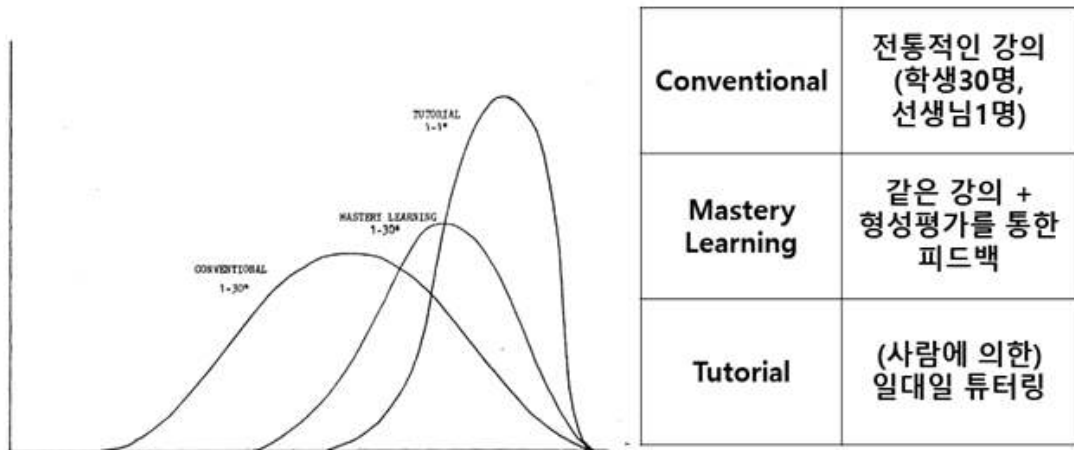 TUTORIAL
1-1*
MASTERY LEARNING
1-30*
CONVENTIONAL
1-30*
Conventional
전통적인 강의
(학생30명,
선생님1명)
Mastery
Learning
같은 강의 +
형성평가를 통한
피드백
Tutorial
(사람에 의한)
일대일 튜터링